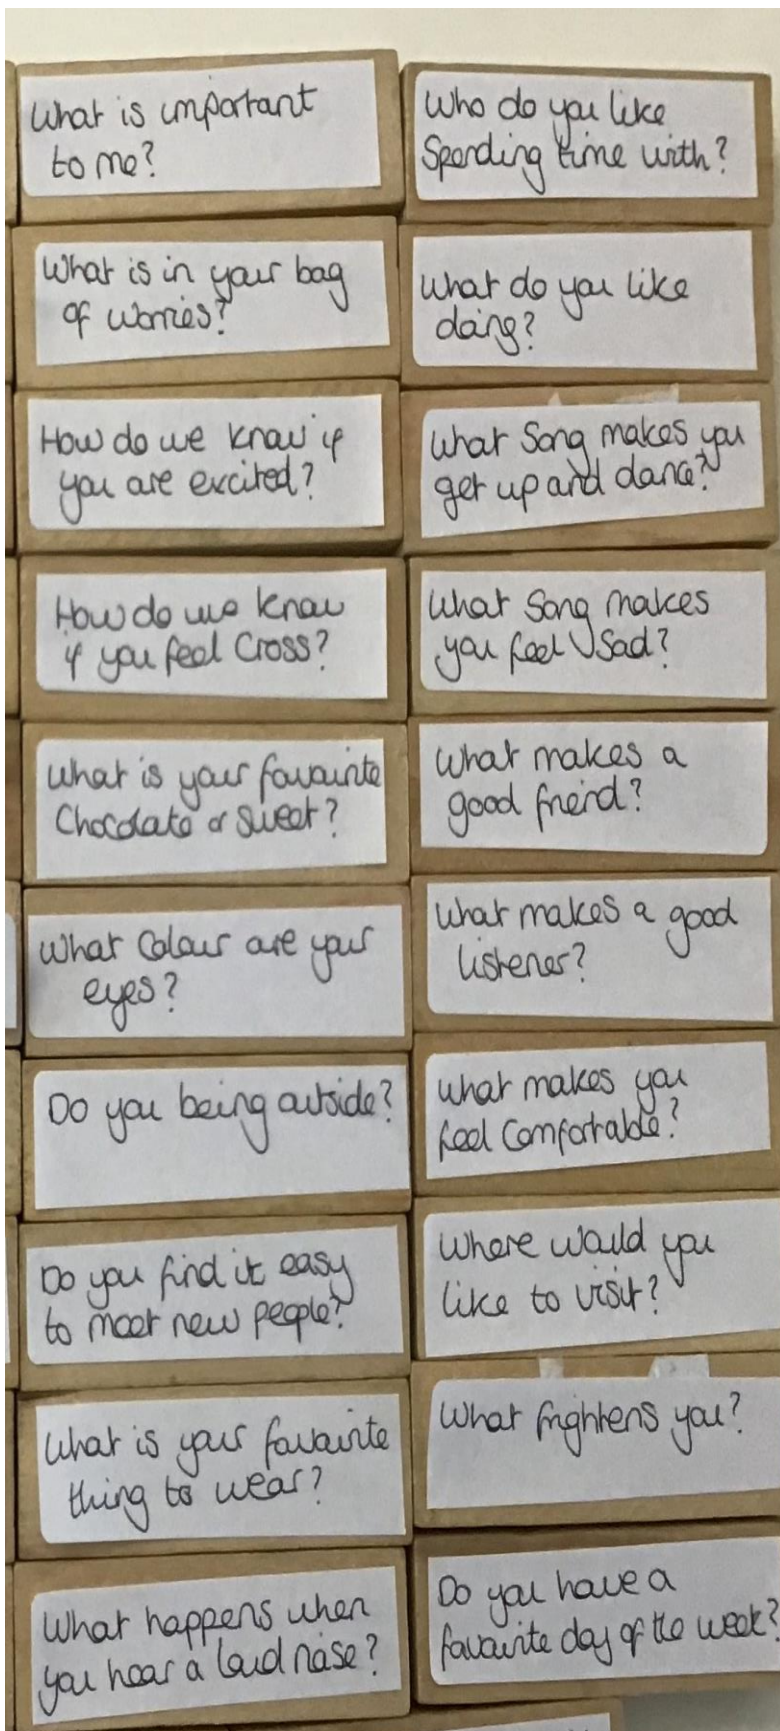 What is important
to me?
What is in your bag
of worries?
How do we know if
you are excited?
How do we know
if you feel Cross?
What is your favourite
Chocolate or sweet?
What Colour are your
eyes?
Do you being outside?
Do you find it easy
to meet new people?
What is your favourite
thing to wear?
What happens when
you hear a loud noise?
Who do you like
Spending time with?
What do you like
doing?
What Song makes you
get up and dance?
What Song makes
you feel Sad?
What makes a
good freind?
What makes a good
listener?
What makes you
feel Comfortable?
Where would you
like to visit?
What frightens you?
Do you have a
favourite day of the week?